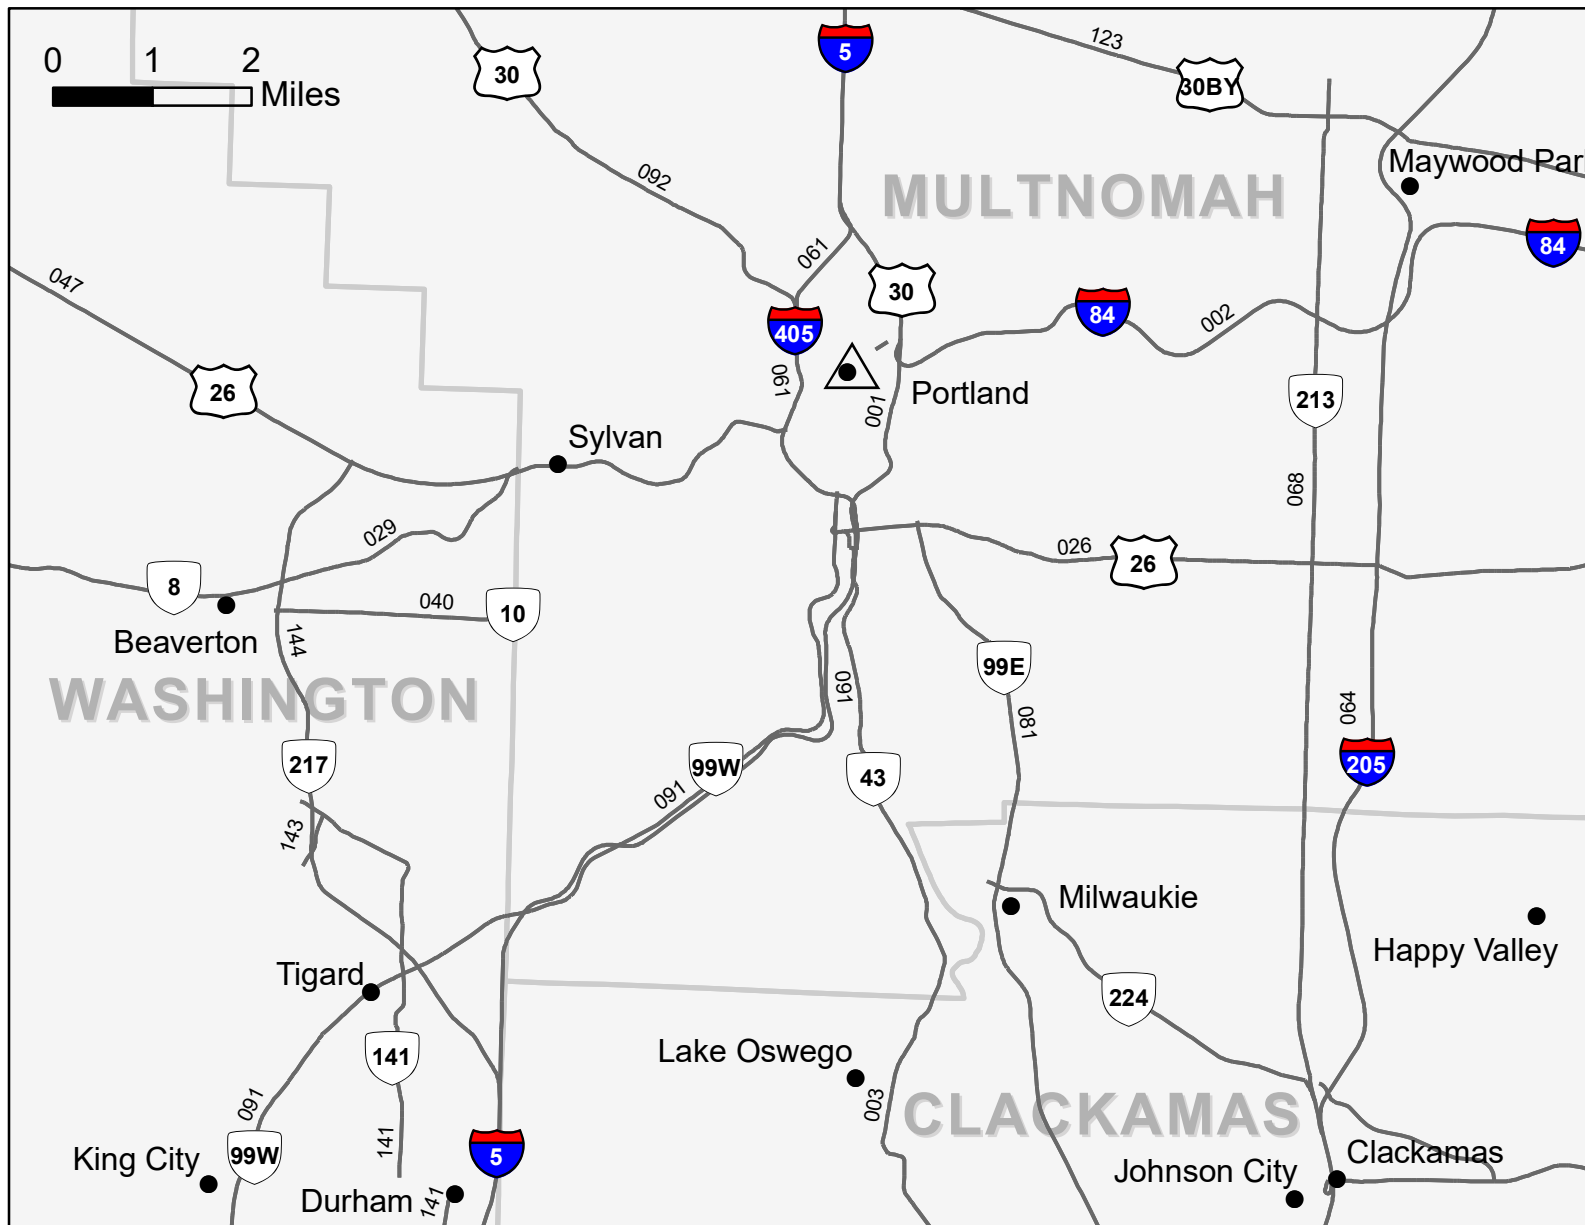 0 1 2
Miles
30
5
123
30BY
092
MULTNOMAH
Maywood Par
061
84
047
30
84
002
405
061
26
001
Portland
213
Sylvan
068
029
026
26
8
040
10
Beaverton
144
99E
WASHINGTON
091
081
064
217
99W
43
205
091
143
Milwaukie
Happy Valley
Tigard
224
141
Lake Oswego
003
CLACKAMAS
091
141
King City
99W
5
Clackamas
Johnson City
Durham
141